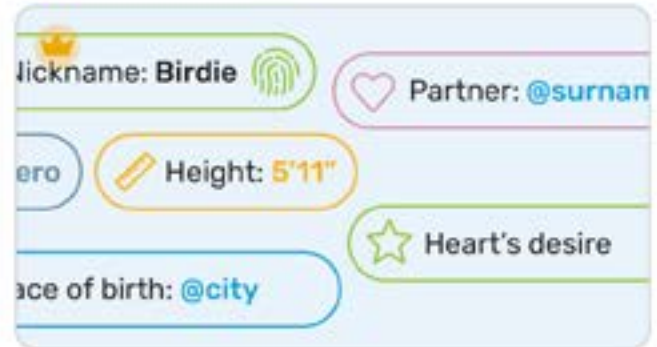 Nickname: Birdie
Partner: @surnam
ero
Height: 5'11"
Heart's desire
ace of birth: @city